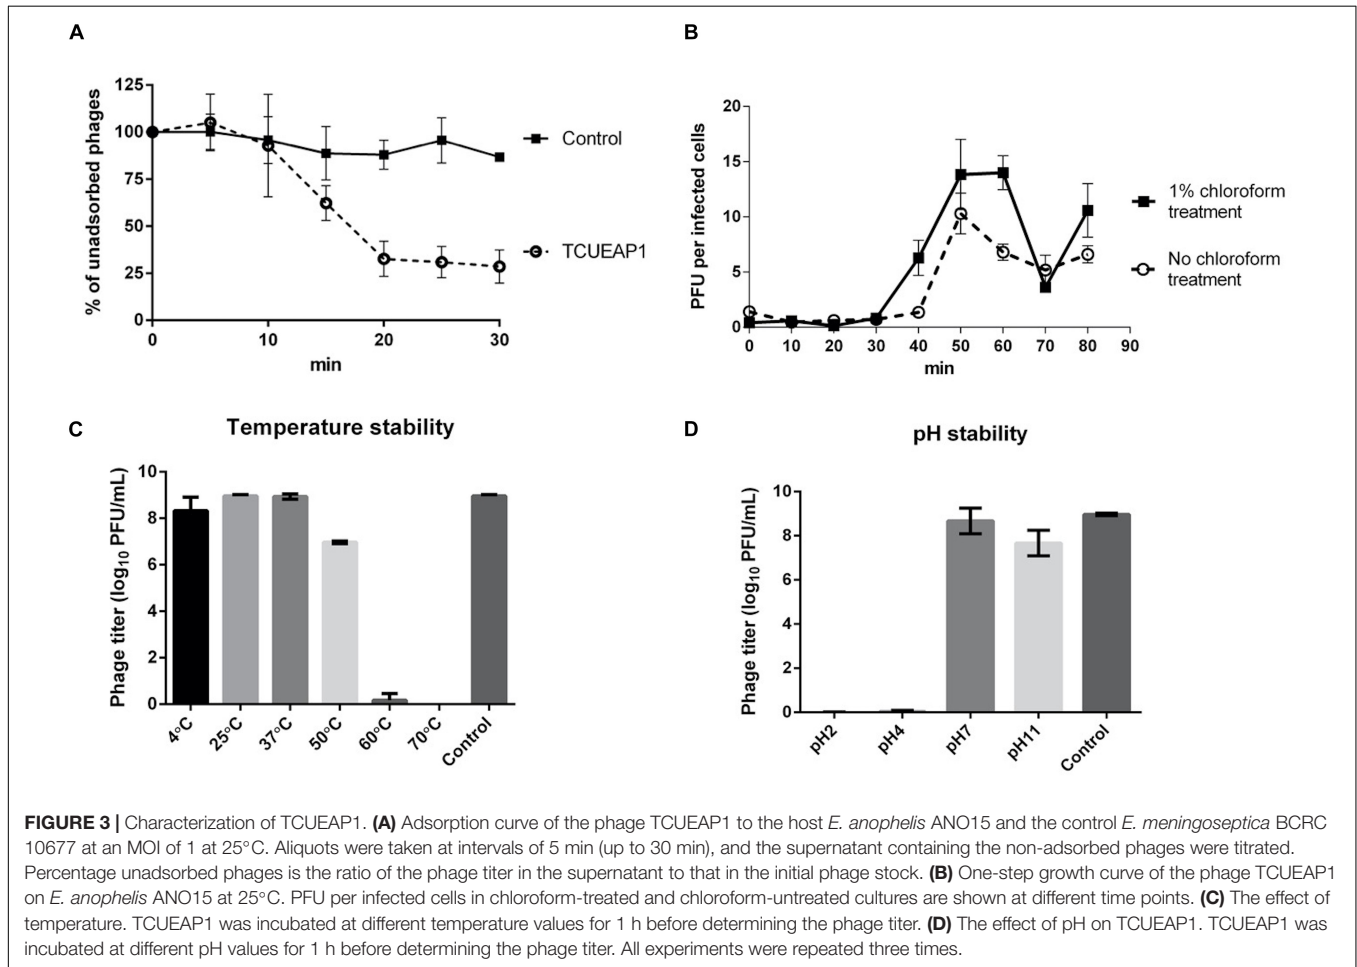 A
125
100
75
50
25
0
% of unadsorbed phages
0 10 20 30
min
Control
TCUEAP1
B
20
15
10
5
0
PFU per infected cells
0 10 20 30 40 50 60 70 80 90
min
1% chloroform
treatment
No chloroform
treatment
C
Temperature stability
10
8
6
4
2
0
Phage titer (log10 PFU/mL)
4°C 25°C 37°C 50°C 60°C 70°C Control
D
pH stability
10
8
6
4
2
0
Phage titer (log10 PFU/mL)
pH2 pH4 pH7 pH11 Control
FIGURE 3 | Characterization of TCUEAP1. (A) Adsorption curve of the phage TCUEAP1 to the host E. anophelis ANO15 and the control E. meningoseptica BCRC
10677 at an MOI of 1 at 25°C. Aliquots were taken at intervals of 5 min (up to 30 min), and the supernatant containing the non-adsorbed phages were titrated.
Percentage unadsorbed phages is the ratio of the phage titer in the supernatant to that in the initial phage stock. (B) One-step growth curve of the phage TCUEAP1
on E. anophelis ANO15 at 25°C. PFU per infected cells in chloroform-treated and chloroform-untreated cultures are shown at different time points. (C) The effect of
temperature. TCUEAP1 was incubated at different temperature values for 1 h before determining the phage titer. (D) The effect of pH on TCUEAP1. TCUEAP1 was
incubated at different pH values for 1 h before determining the phage titer. All experiments were repeated three times.